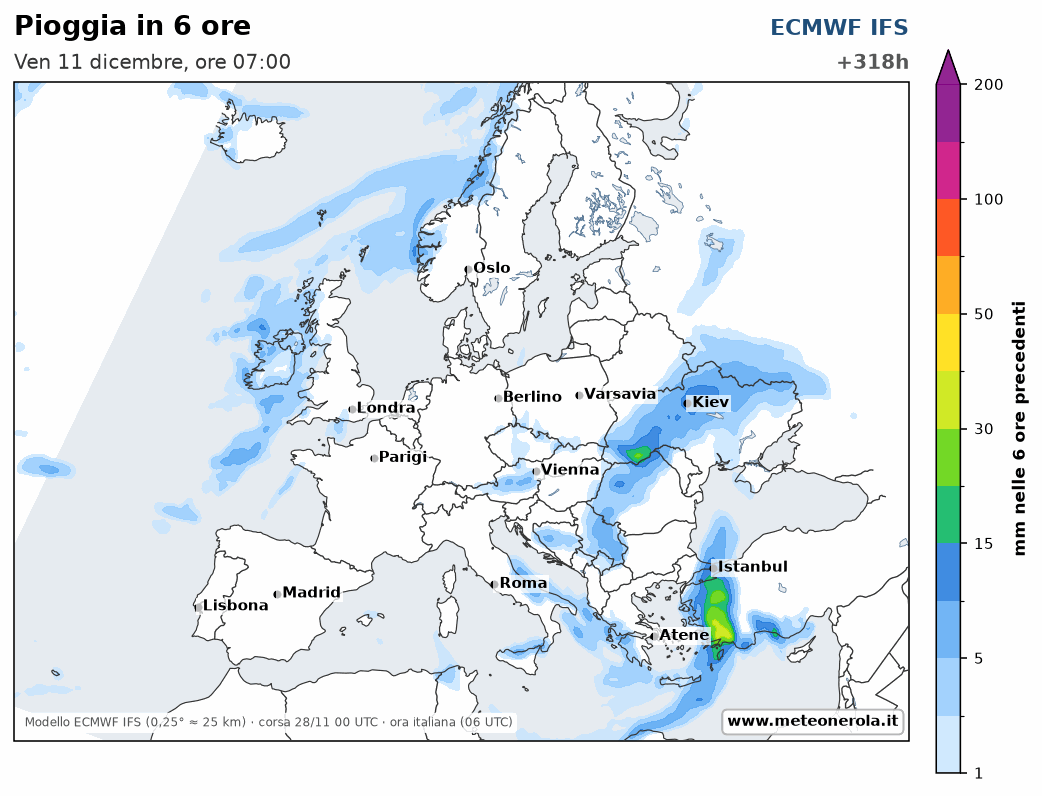 Pioggia in 6 ore
ECMWF IFS
Ven 11 dicembre, ore 07:00
+318h
200
100
50
30
15
5
1
mm nelle 6 ore precedenti
Oslo
Berlino
Varsavia
Kiev
Londra
Parigi
Vienna
Istanbul
Roma
Madrid
Lisbona
Atene
Modello ECMWF IFS (0,25° ≈ 25 km) · corsa 28/11 00 UTC · ora italiana (06 UTC)
www.meteonerola.it